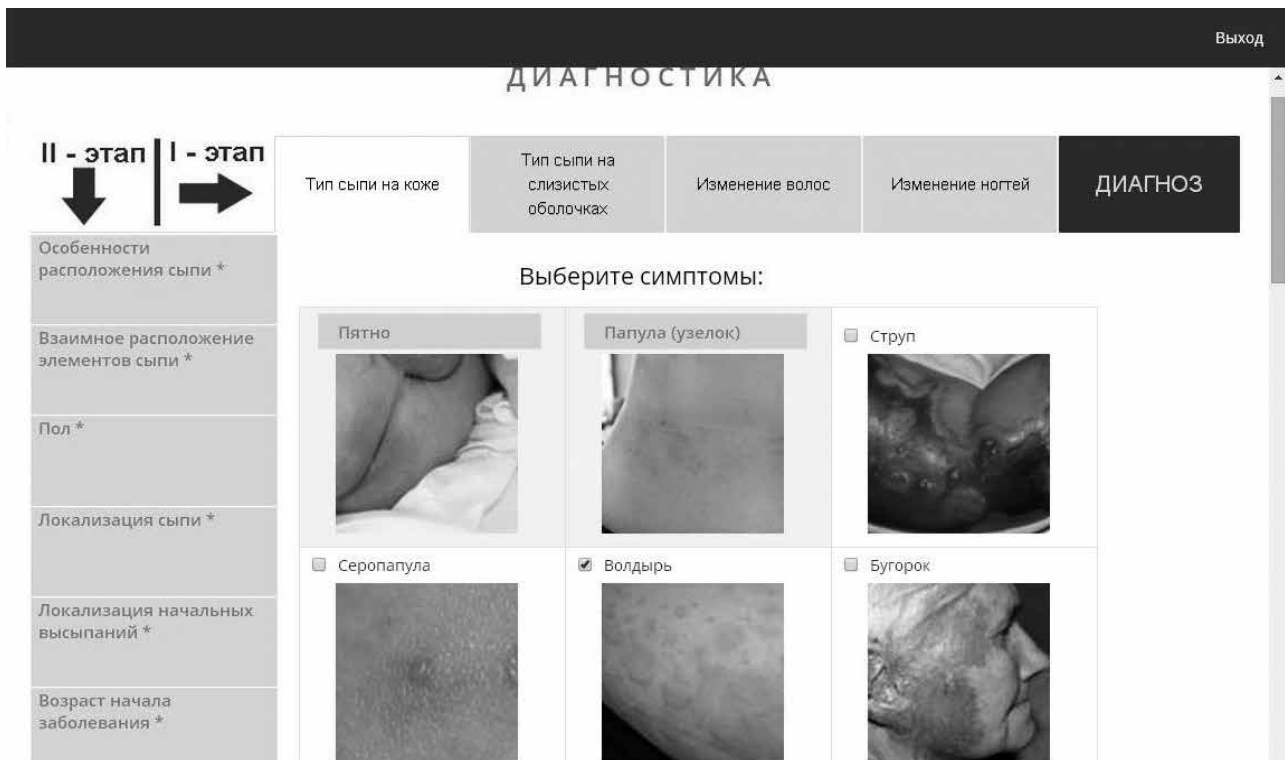 Выход
ДИАГНОСТИКА
II - этап I - этап
Тип сыпи на коже
Тип сыпи на
слизистых
оболочках
Изменение волос
Изменение ногтей
ДИАГНОЗ
Особенности
расположения сыпи *
Взаимное расположение
элементов сыпи *
Пол *
Локализация сыпи *
Локализация начальных
высыпаний *
Возраст начала
заболевания *
Выберите симптомы:
Пятно
Папула (узелок)
Струп
Серопапула
Волдырь
Бугорок